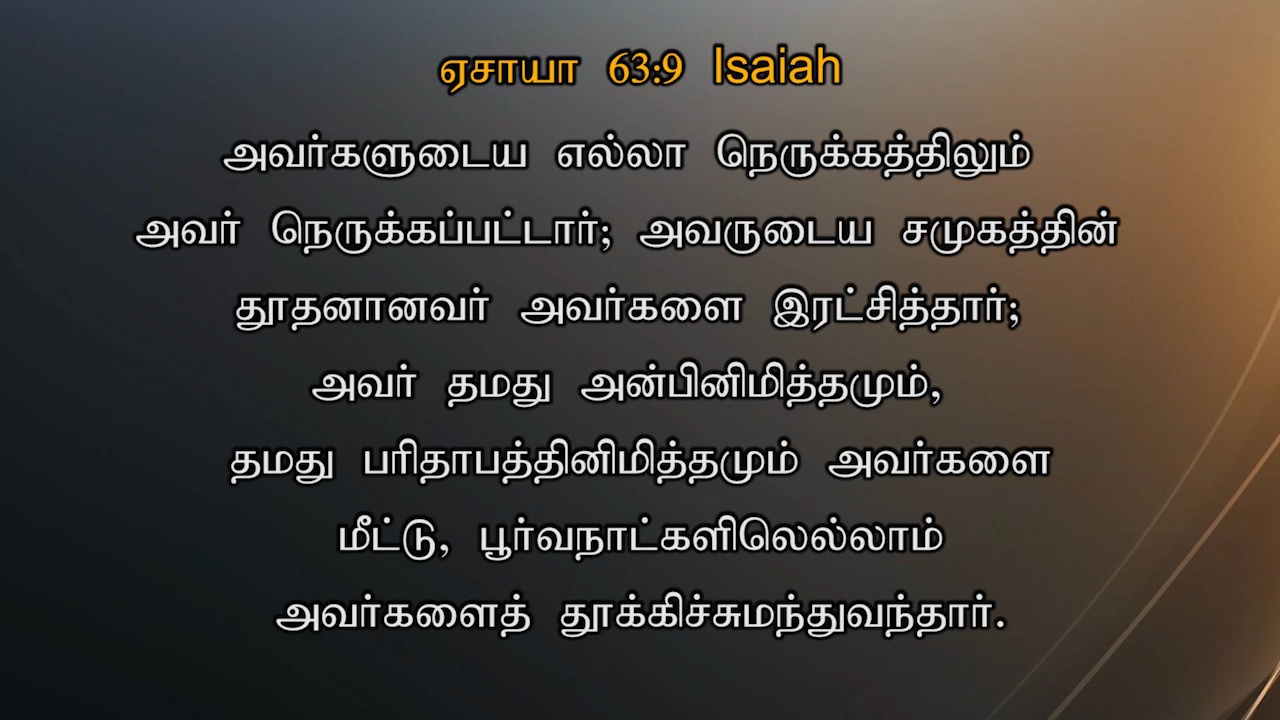 ஏசாயா 63:9 Isaiah
அவர்களுடைய எல்லா நெருக்கத்திலும்
அவர் நெருக்கப்பட்டார்; அவருடைய சமுகத்தின்
தூதனானவர் அவர்களை இரட்சித்தார்;
அவர் தமது அன்பினிமித்தமும்,
தமது பரிதாபத்தினிமித்தமும் அவர்களை
மீட்டு, பூர்வநாட்களிலெல்லாம்
அவர்களைத் தூக்கிச்சுமந்துவந்தார்.